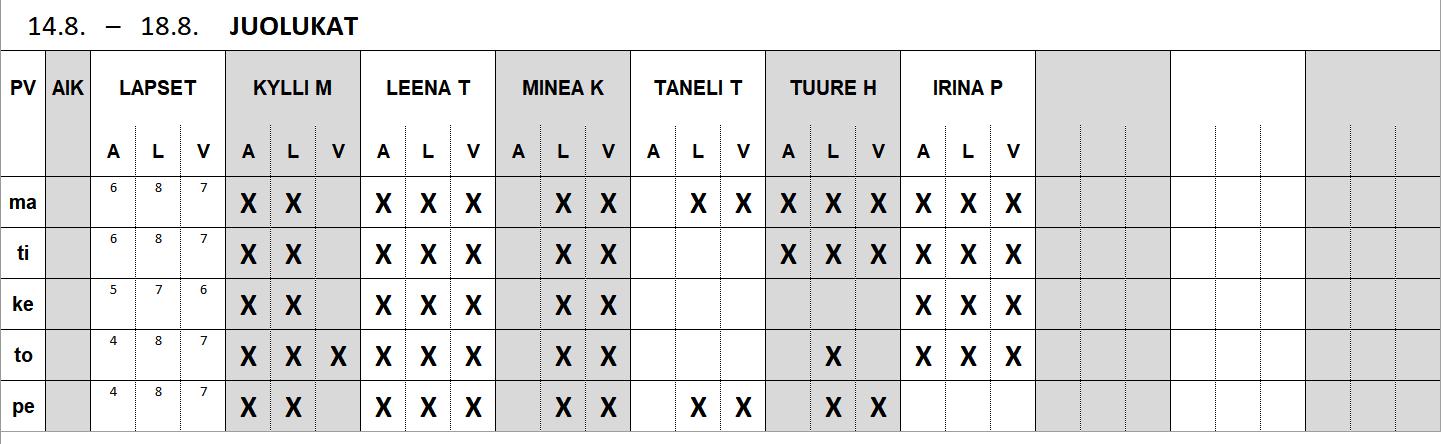 14.8. – 18.8. JUOLUKAT
PV AIK LAPSET KYLLI M LEENA T MINEA K TANELI T TUURE H IRINA P
A L V A L V A L V A L V A L V A L V A L V
ma 6 8 7 X X X X X X X X X X X X X X X
ti 6 8 7 X X X X X X X X X X X X X
ke 5 7 6 X X X X X X X X X X
to 4 8 7 X X X X X X X X X X X X
pe 4 8 7 X X X X X X X X X X X